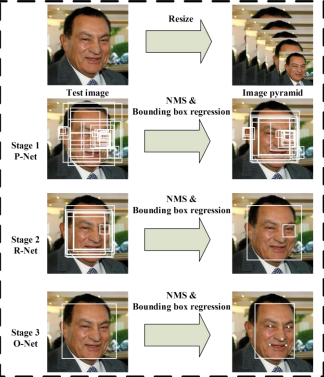 Resize
Test image
Image pyramid
NMS &
Bounding box regression
Stage 1
P-Net
NMS &
Bounding box regression
Stage 2
R-Net
NMS &
Bounding box regression
Stage 3
O-Net